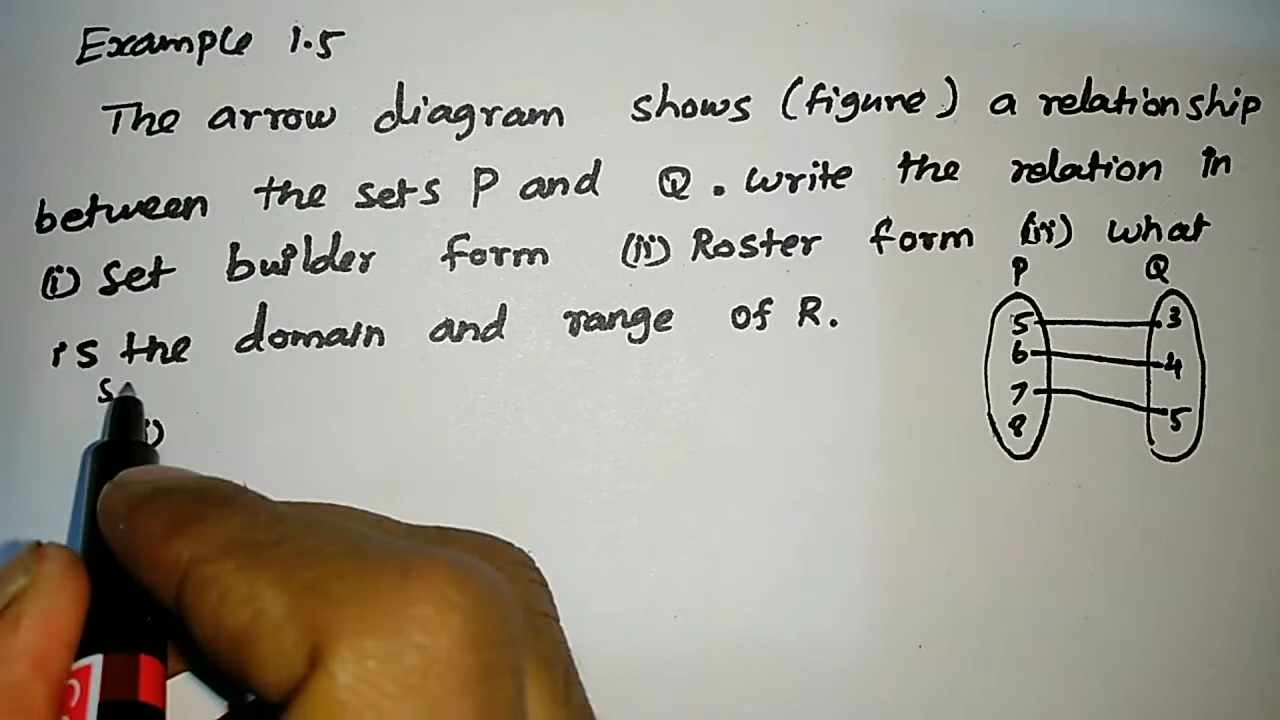 Example 1.5
The arrow diagram shows (figure) a relationship
between the sets P and Q. write the relation in
(i) Set builder form (ii) Roster form (iii) what
is the domain and range of R.
P Q
5 3
6 4
7 5
8
S
i)